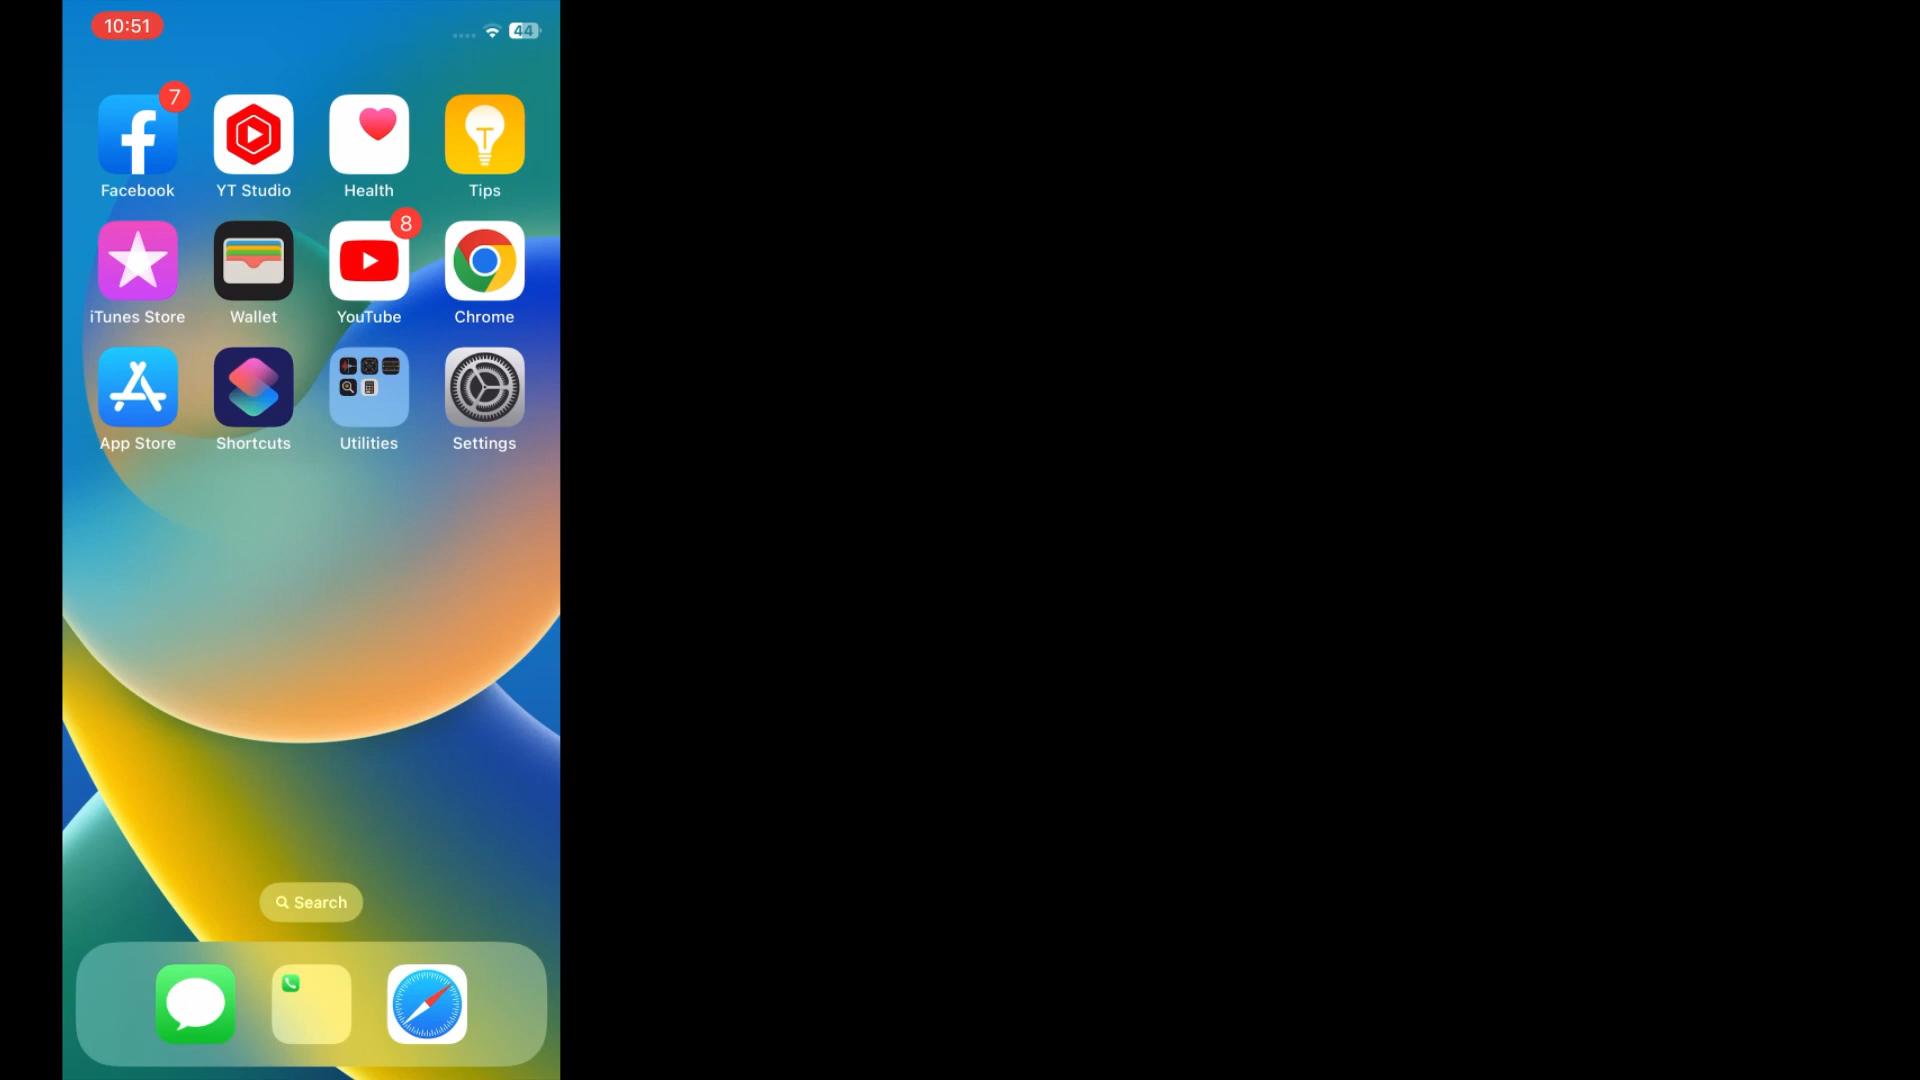 10:51
44
7
Facebook YT Studio Health Tips
8
iTunes Store Wallet YouTube Chrome
App Store Shortcuts Utilities Settings
Search